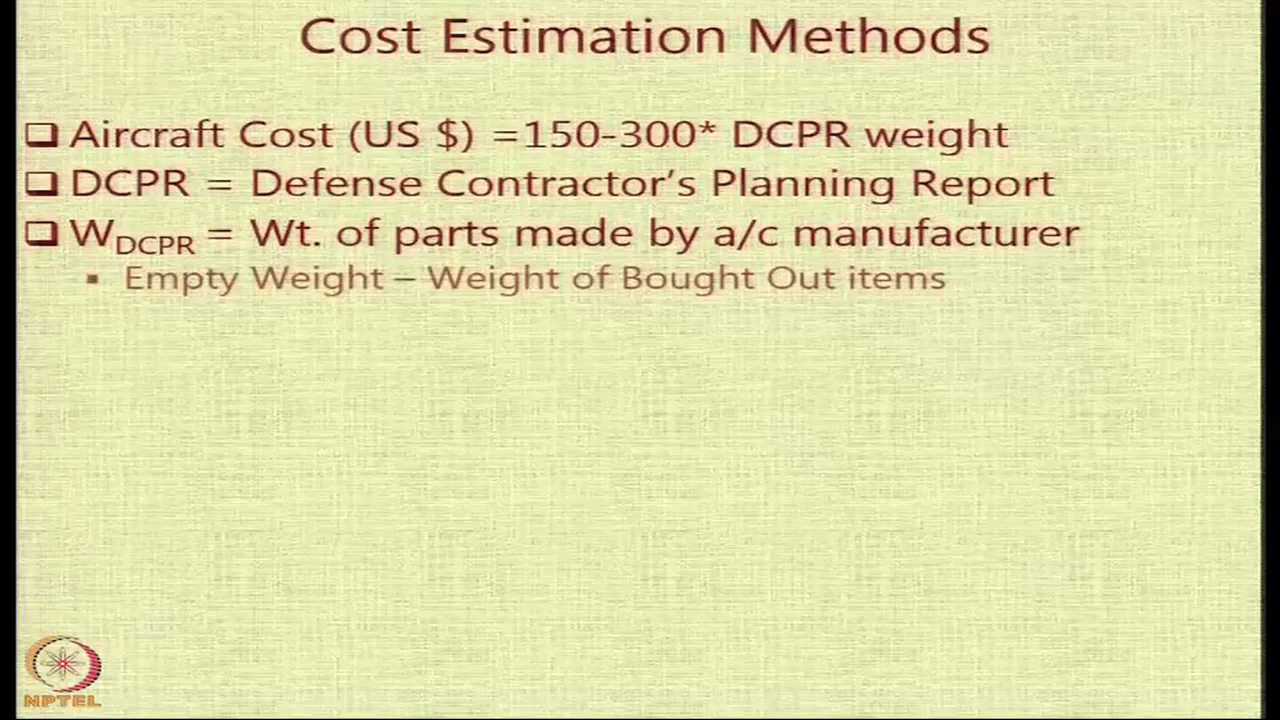 Cost Estimation Methods
Aircraft Cost (US $) =150-300* DCPR weight
DCPR = Defense Contractor's Planning Report
WDCPR = Wt. of parts made by a/c manufacturer
Empty Weight – Weight of Bought Out items
NPTEL